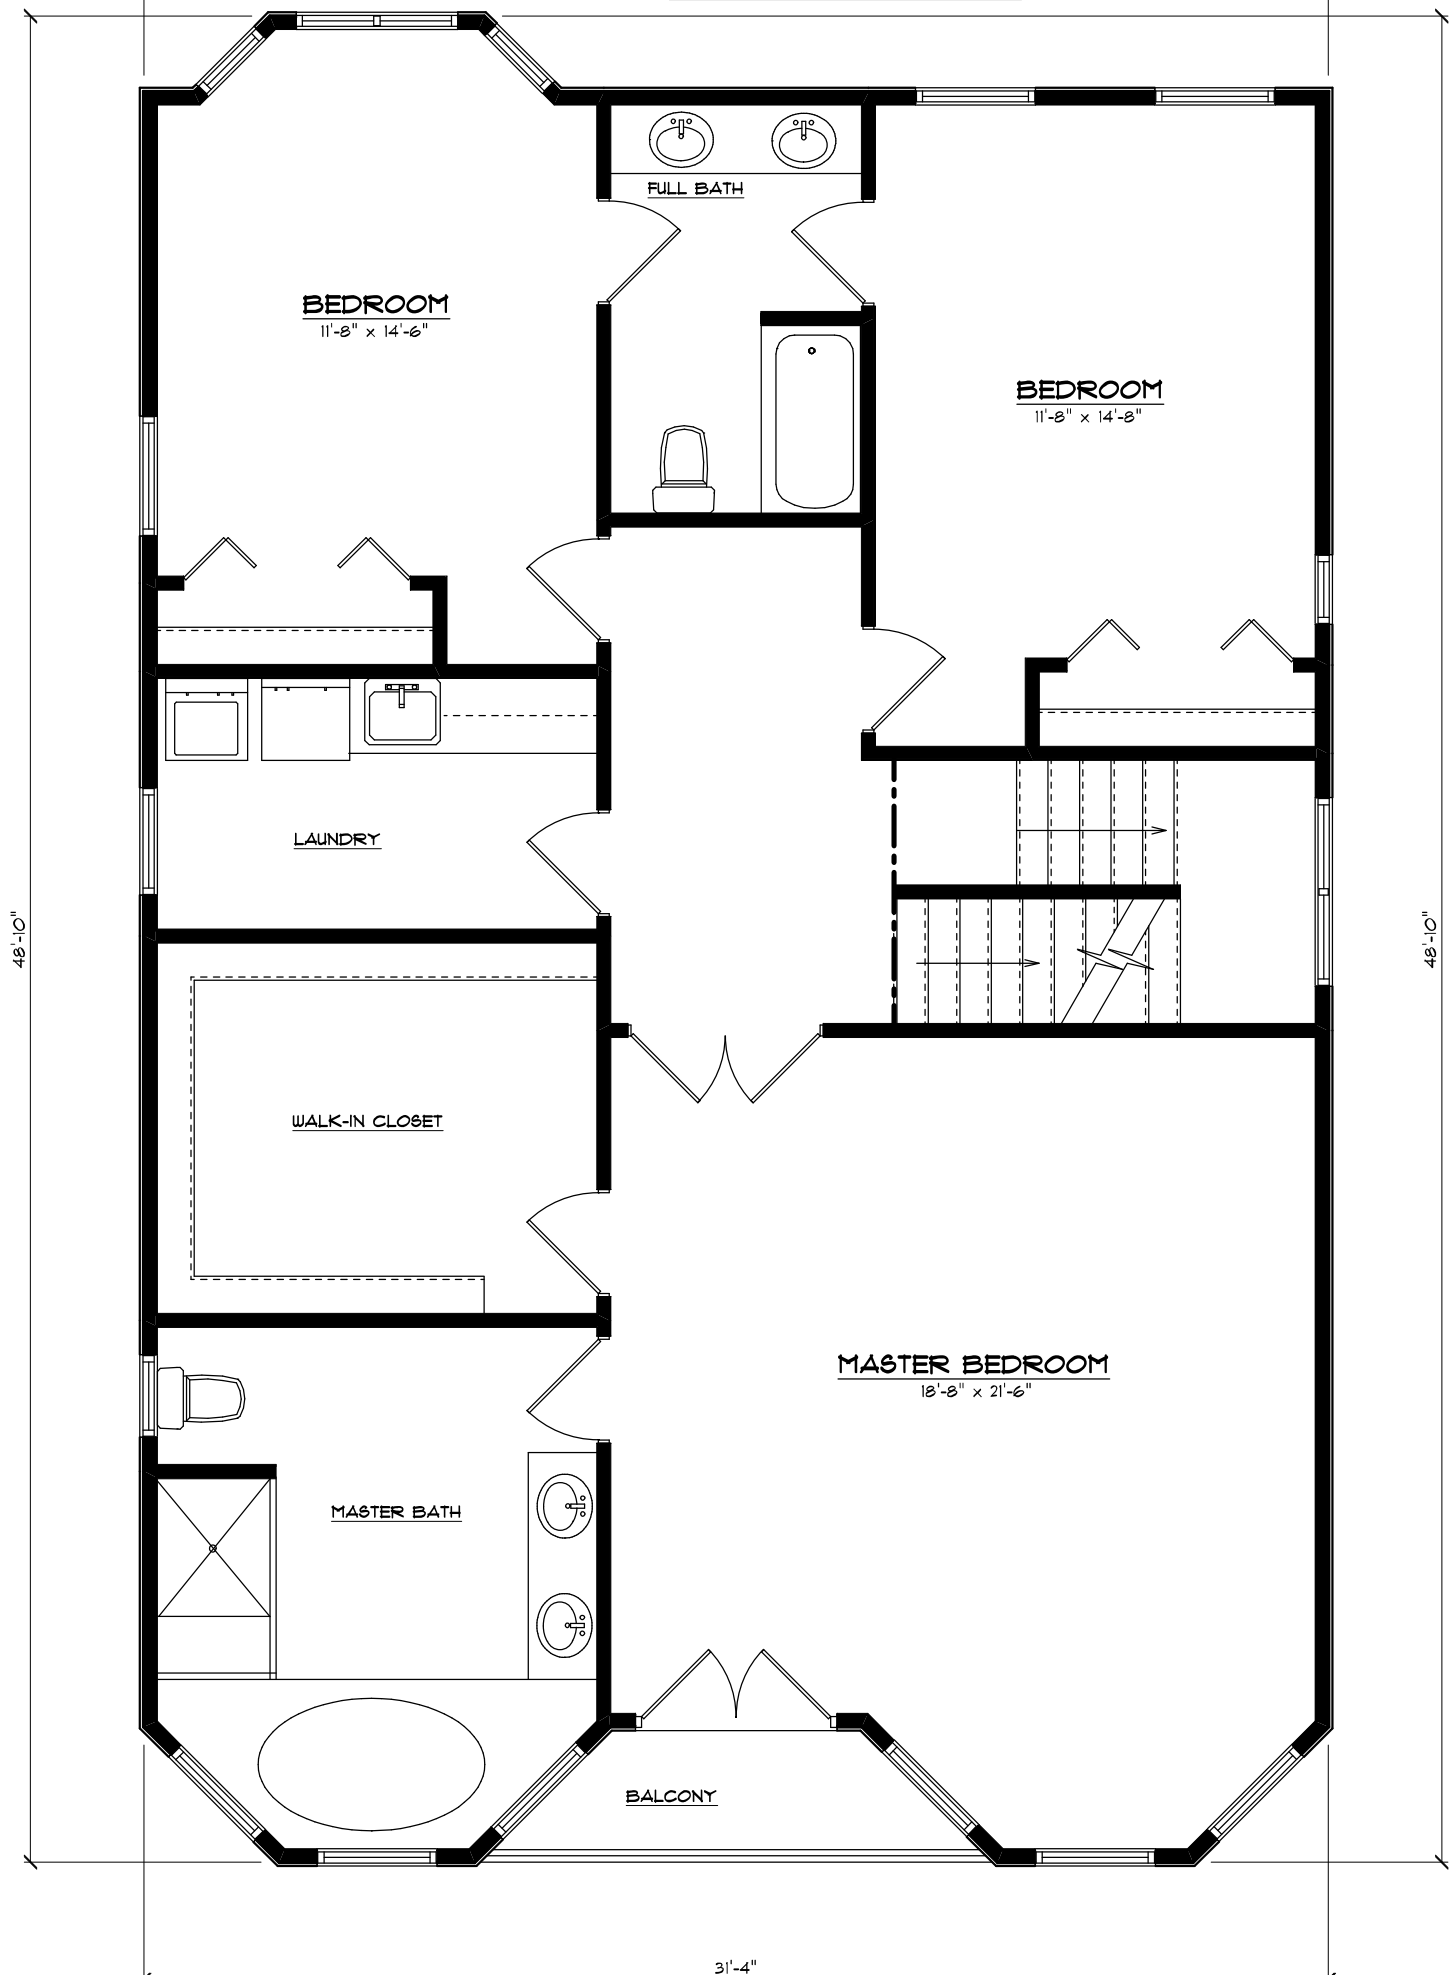 FULL BATH
BEDROOM
11'-8" x 14'-6"
BEDROOM
11'-8" x 14'-8"
LAUNDRY
48'-10"
48'-10"
WALK-IN CLOSET
MASTER BEDROOM
18'-8" x 21'-6"
MASTER BATH
BALCONY
31'-4"